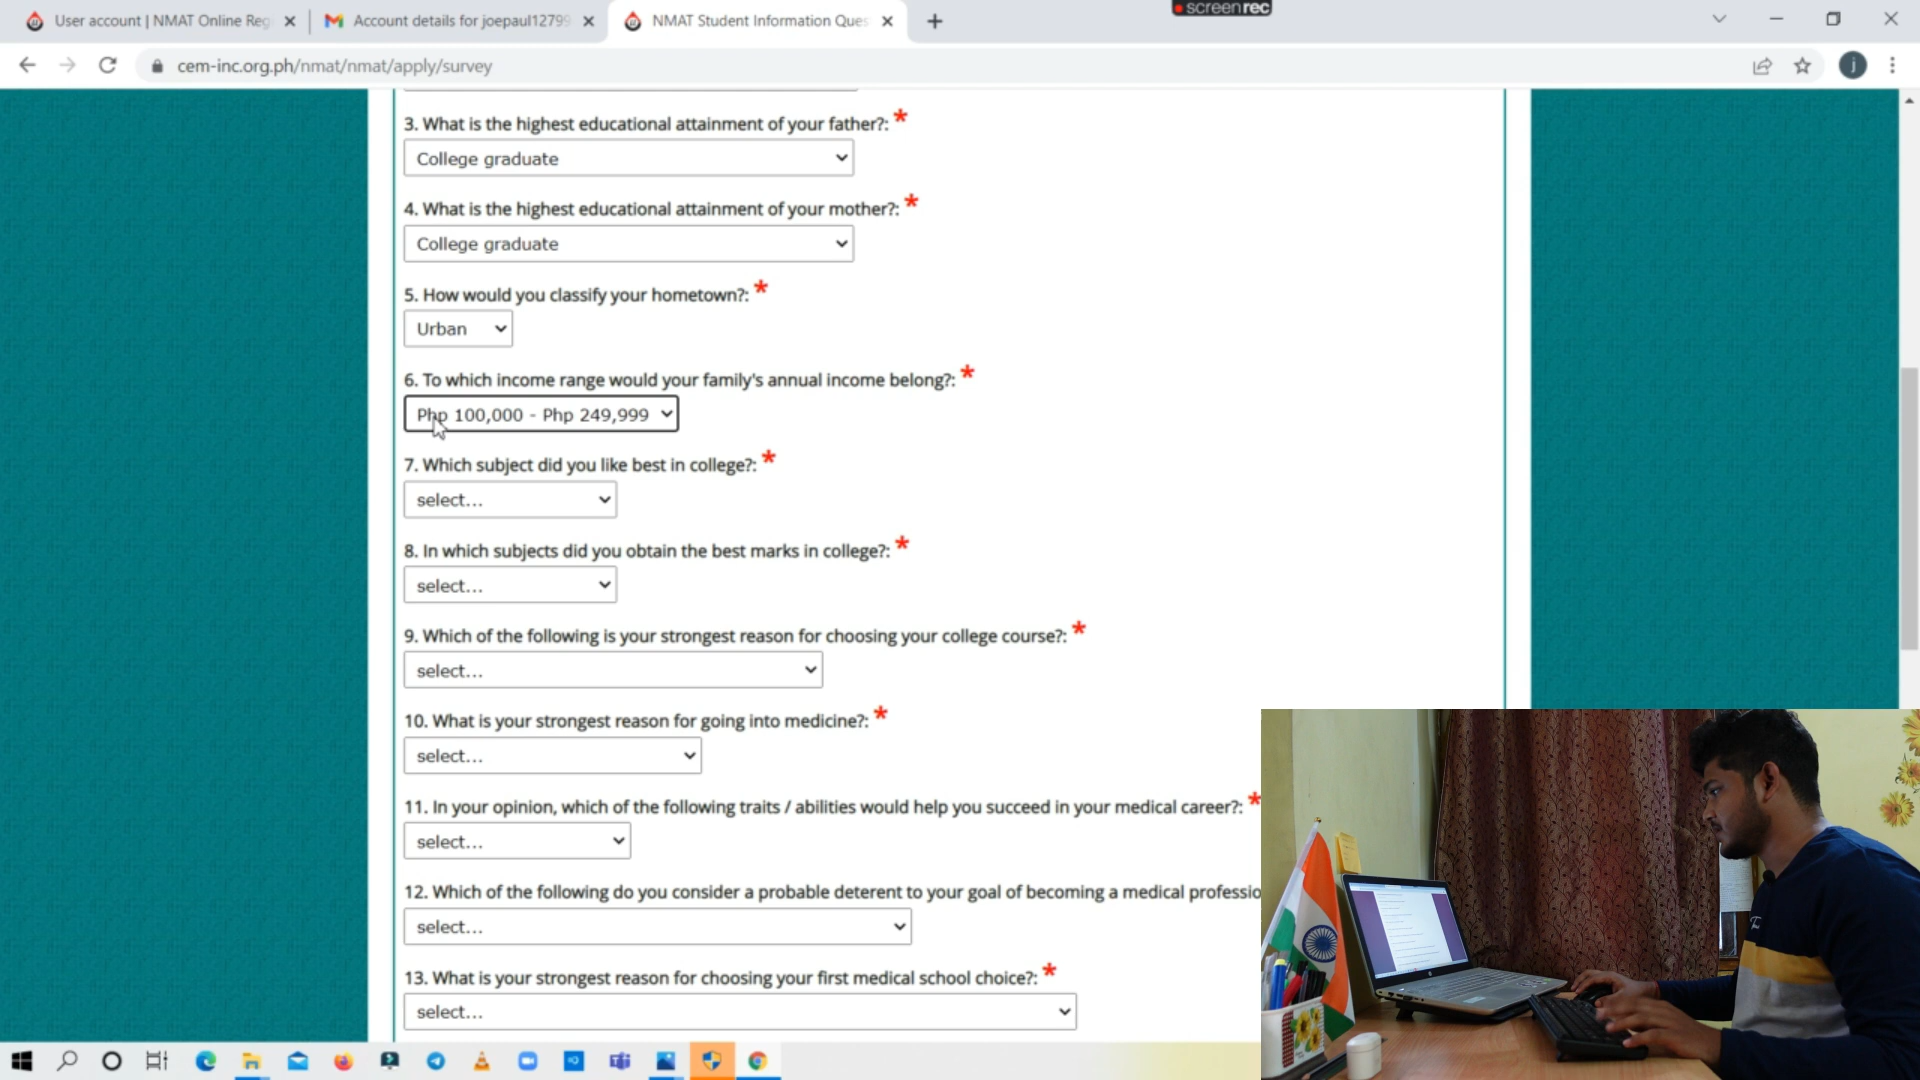 screenrec
User account | NMAT Online Reg
Account details for joepaul12799
NMAT Student Information Ques
cem-inc.org.ph/nmat/nmat/apply/survey
j
3. What is the highest educational attainment of your father?: *
College graduate
4. What is the highest educational attainment of your mother?: *
College graduate
5. How would you classify your hometown?: *
Urban
6. To which income range would your family's annual income belong?: *
Php 100,000 - Php 249,999
7. Which subject did you like best in college?: *
select...
8. In which subjects did you obtain the best marks in college?: *
select...
9. Which of the following is your strongest reason for choosing your college course?: *
select...
10. What is your strongest reason for going into medicine?: *
select...
11. In your opinion, which of the following traits / abilities would help you succeed in your medical career?: *
select...
12. Which of the following do you consider a probable deterent to your goal of becoming a medical professio
select...
13. What is your strongest reason for choosing your first medical school choice?: *
select...